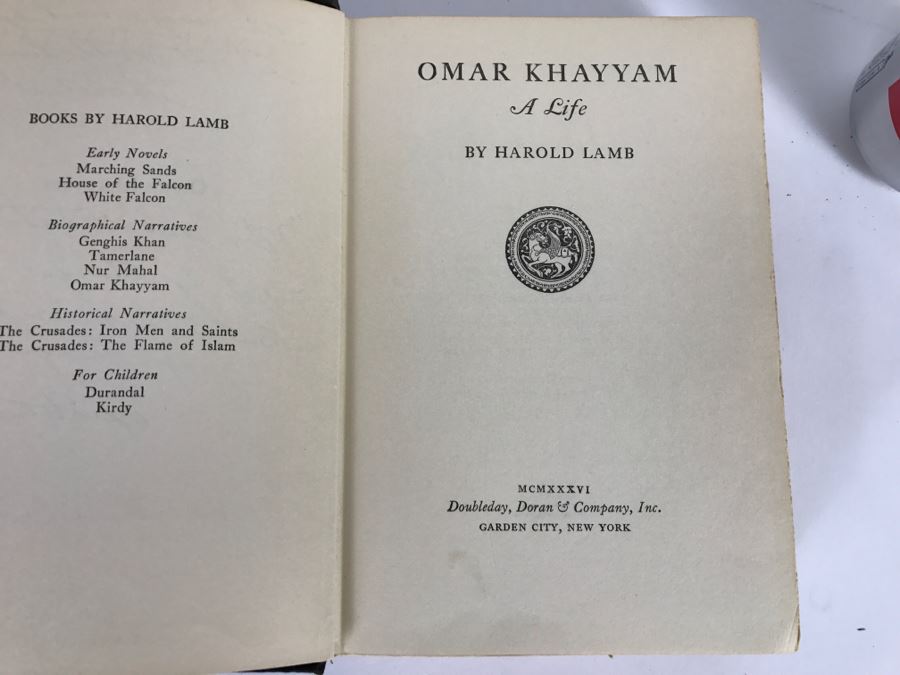 BOOKS BY HAROLD LAMB
Early Novels
Marching Sands
House of the Falcon
White Falcon
Biographical Narratives
Genghis Khan
Tamerlane
Nur Mahal
Omar Khayyam
Historical Narratives
The Crusades: Iron Men and Saints
The Crusades: The Flame of Islam
For Children
Durandal
Kirdy
OMAR KHAYYAM
A Life
BY HAROLD LAMB
MCMXXXVI
Doubleday, Doran & Company, Inc.
GARDEN CITY, NEW YORK